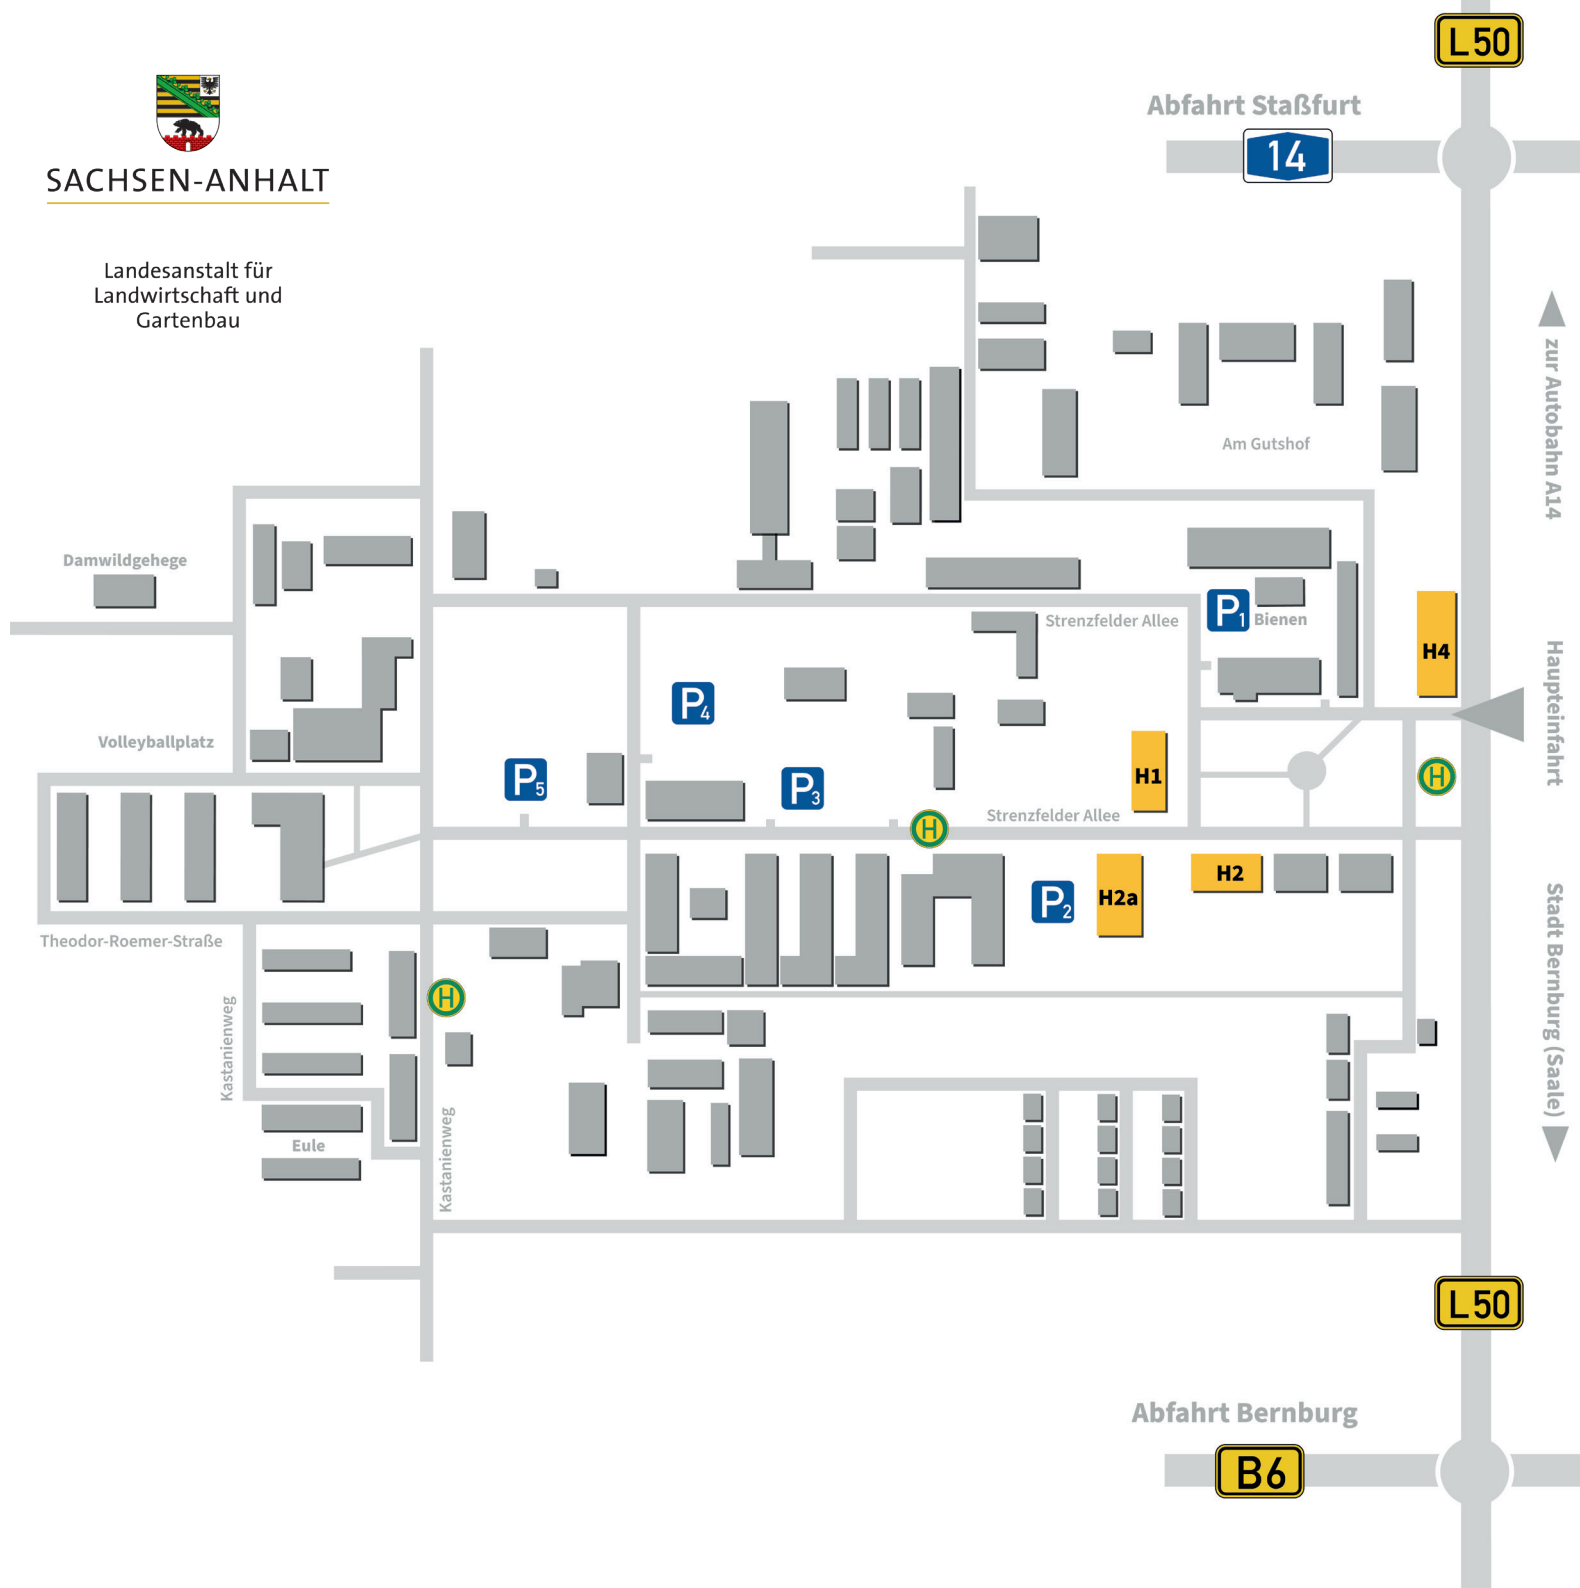 L50
Abfahrt Staßfurt
14
SACHSEN-ANHALT
Landesanstalt für
Landwirtschaft und
Gartenbau
zur Autobahn A14
Am Gutshof
Damwildgehege
Strenzfelder Allee
P1
Bienen
H4
Haupteinfahrt
P4
Volleyballplatz
P5
P3
H1
H
Strenzfelder Allee
H
H2
H2a
P2
Stadt Bernburg (Saale)
Theodor-Roemer-Straße
Kastanienweg
H
Eule
Kastanienweg
L50
Abfahrt Bernburg
B6